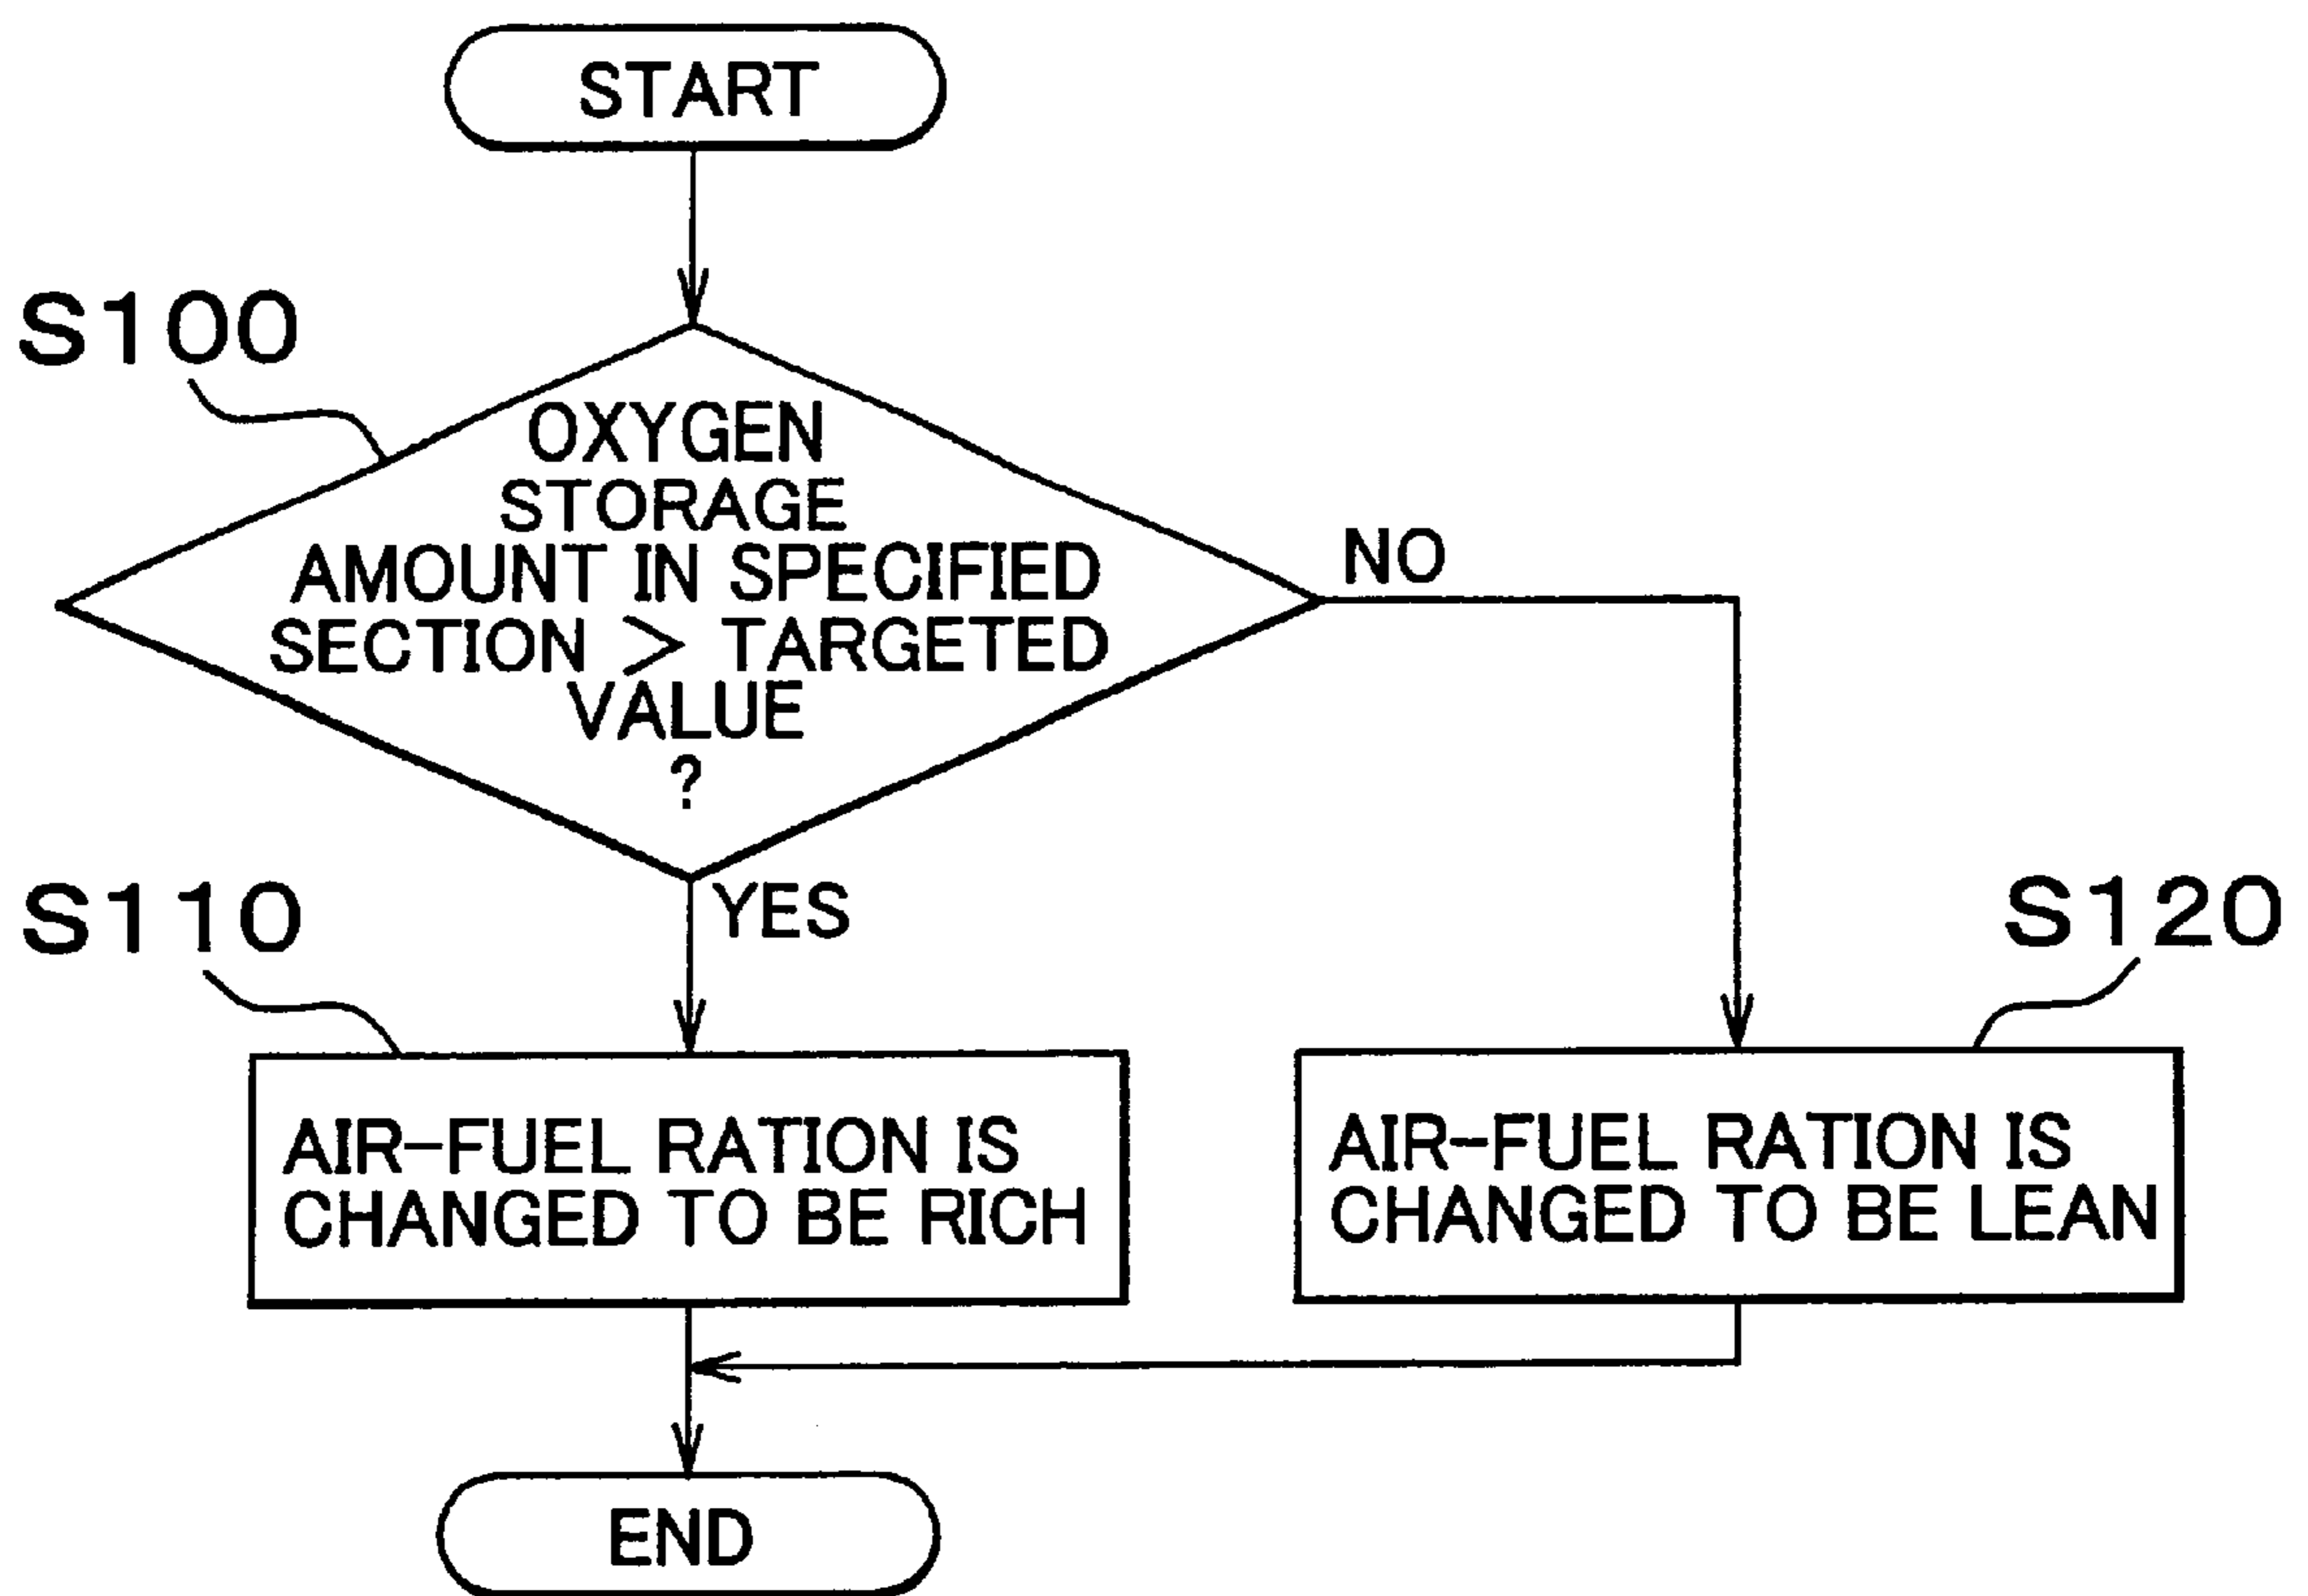 START
S100
OXYGEN
STORAGE
AMOUNT IN SPECIFIED
SECTION > TARGETED
VALUE
?
NO
YES
S110
S120
AIR-FUEL RATION IS
CHANGED TO BE RICH
AIR-FUEL RATION IS
CHANGED TO BE LEAN
END